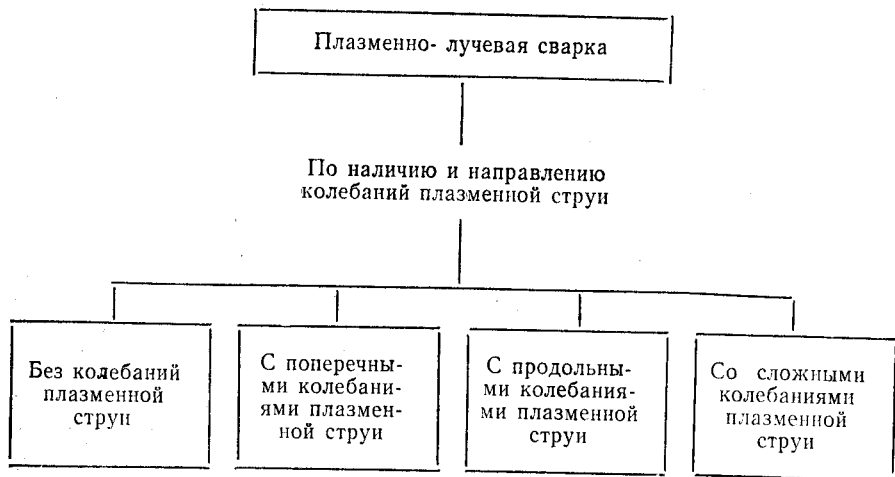 Плазменно- лучевая сварка
По наличию и направлению
колебаний плазменной струи
Без колебаний
плазменной
струи
С поперечны-
ми колебани-
ями плазмен-
ной струи
С продольны-
ми колебания-
ми плазменной
струи
Со сложными
колебаниями
плазменной
струи